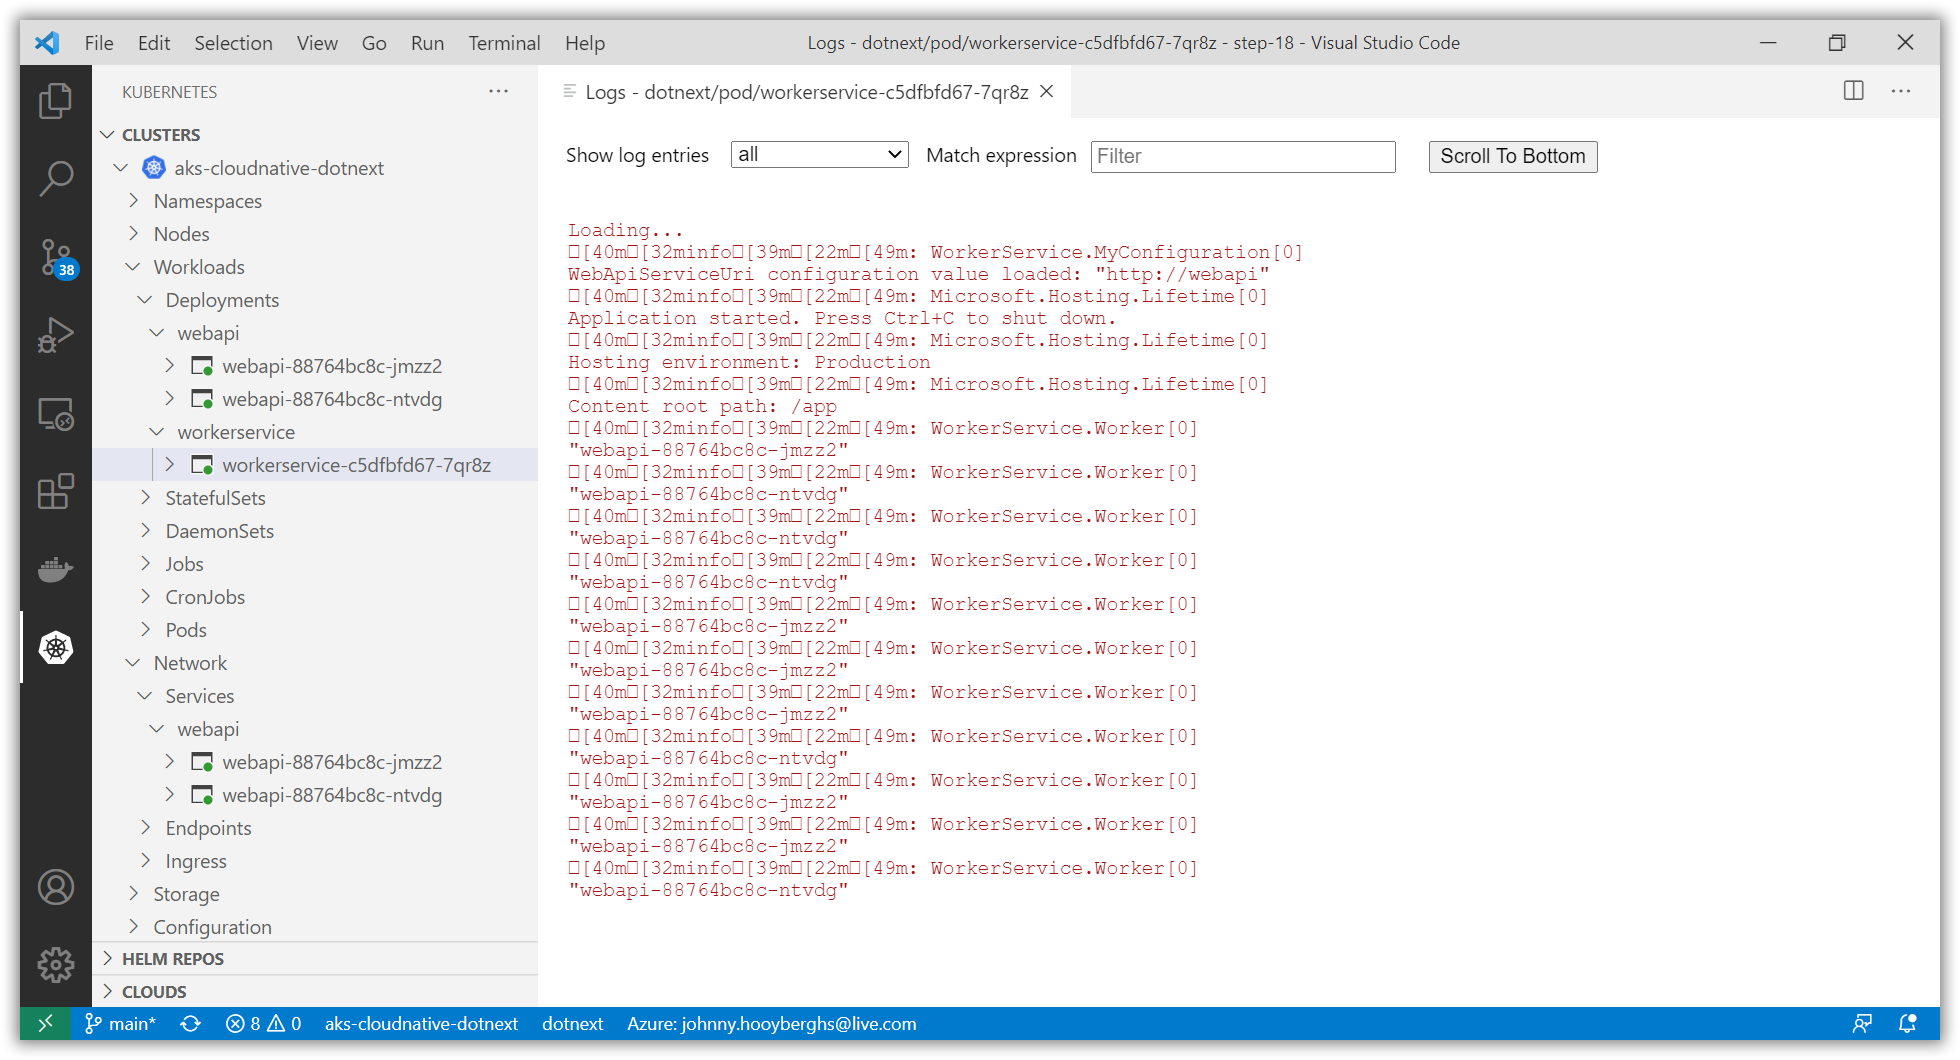 File Edit Selection View Go Run Terminal Help
Logs - dotnext/pod/workerservice-c5dfbfd67-7qr8z - step-18 - Visual Studio Code
KUBERNETES
CLUSTERS
aks-cloudnative-dotnext
Namespaces
Nodes
Workloads
Deployments
webapi
webapi-88764bc8c-jmzz2
webapi-88764bc8c-ntvdg
workerservice
workerservice-c5dfbfd67-7qr8z
StatefulSets
DaemonSets
Jobs
CronJobs
Pods
Network
Services
webapi
webapi-88764bc8c-jmzz2
webapi-88764bc8c-ntvdg
Endpoints
Ingress
Storage
Configuration
HELM REPOS
CLOUDS
38
Logs - dotnext/pod/workerservice-c5dfbfd67-7qr8z
Show log entries all Match expression Filter Scroll To Bottom
Loading...
□[40m□[32minfo□[39m□[22m□[49m: WorkerService.MyConfiguration[0]
WebApiServiceUri configuration value loaded: "http://webapi"
□[40m□[32minfo□[39m□[22m□[49m: Microsoft.Hosting.Lifetime[0]
Application started. Press Ctrl+C to shut down.
□[40m□[32minfo□[39m□[22m□[49m: Microsoft.Hosting.Lifetime[0]
Hosting environment: Production
□[40m□[32minfo□[39m□[22m□[49m: Microsoft.Hosting.Lifetime[0]
Content root path: /app
□[40m□[32minfo□[39m□[22m□[49m: WorkerService.Worker[0]
"webapi-88764bc8c-jmzz2"
□[40m□[32minfo□[39m□[22m□[49m: WorkerService.Worker[0]
"webapi-88764bc8c-ntvdg"
□[40m□[32minfo□[39m□[22m□[49m: WorkerService.Worker[0]
"webapi-88764bc8c-ntvdg"
□[40m□[32minfo□[39m□[22m□[49m: WorkerService.Worker[0]
"webapi-88764bc8c-ntvdg"
□[40m□[32minfo□[39m□[22m□[49m: WorkerService.Worker[0]
"webapi-88764bc8c-jmzz2"
□[40m□[32minfo□[39m□[22m□[49m: WorkerService.Worker[0]
"webapi-88764bc8c-jmzz2"
□[40m□[32minfo□[39m□[22m□[49m: WorkerService.Worker[0]
"webapi-88764bc8c-jmzz2"
□[40m□[32minfo□[39m□[22m□[49m: WorkerService.Worker[0]
"webapi-88764bc8c-ntvdg"
□[40m□[32minfo□[39m□[22m□[49m: WorkerService.Worker[0]
"webapi-88764bc8c-jmzz2"
□[40m□[32minfo□[39m□[22m□[49m: WorkerService.Worker[0]
"webapi-88764bc8c-jmzz2"
□[40m□[32minfo□[39m□[22m□[49m: WorkerService.Worker[0]
"webapi-88764bc8c-ntvdg"
main* 8 0 aks-cloudnative-dotnext dotnext Azure: johnny.hooyberghs@live.com